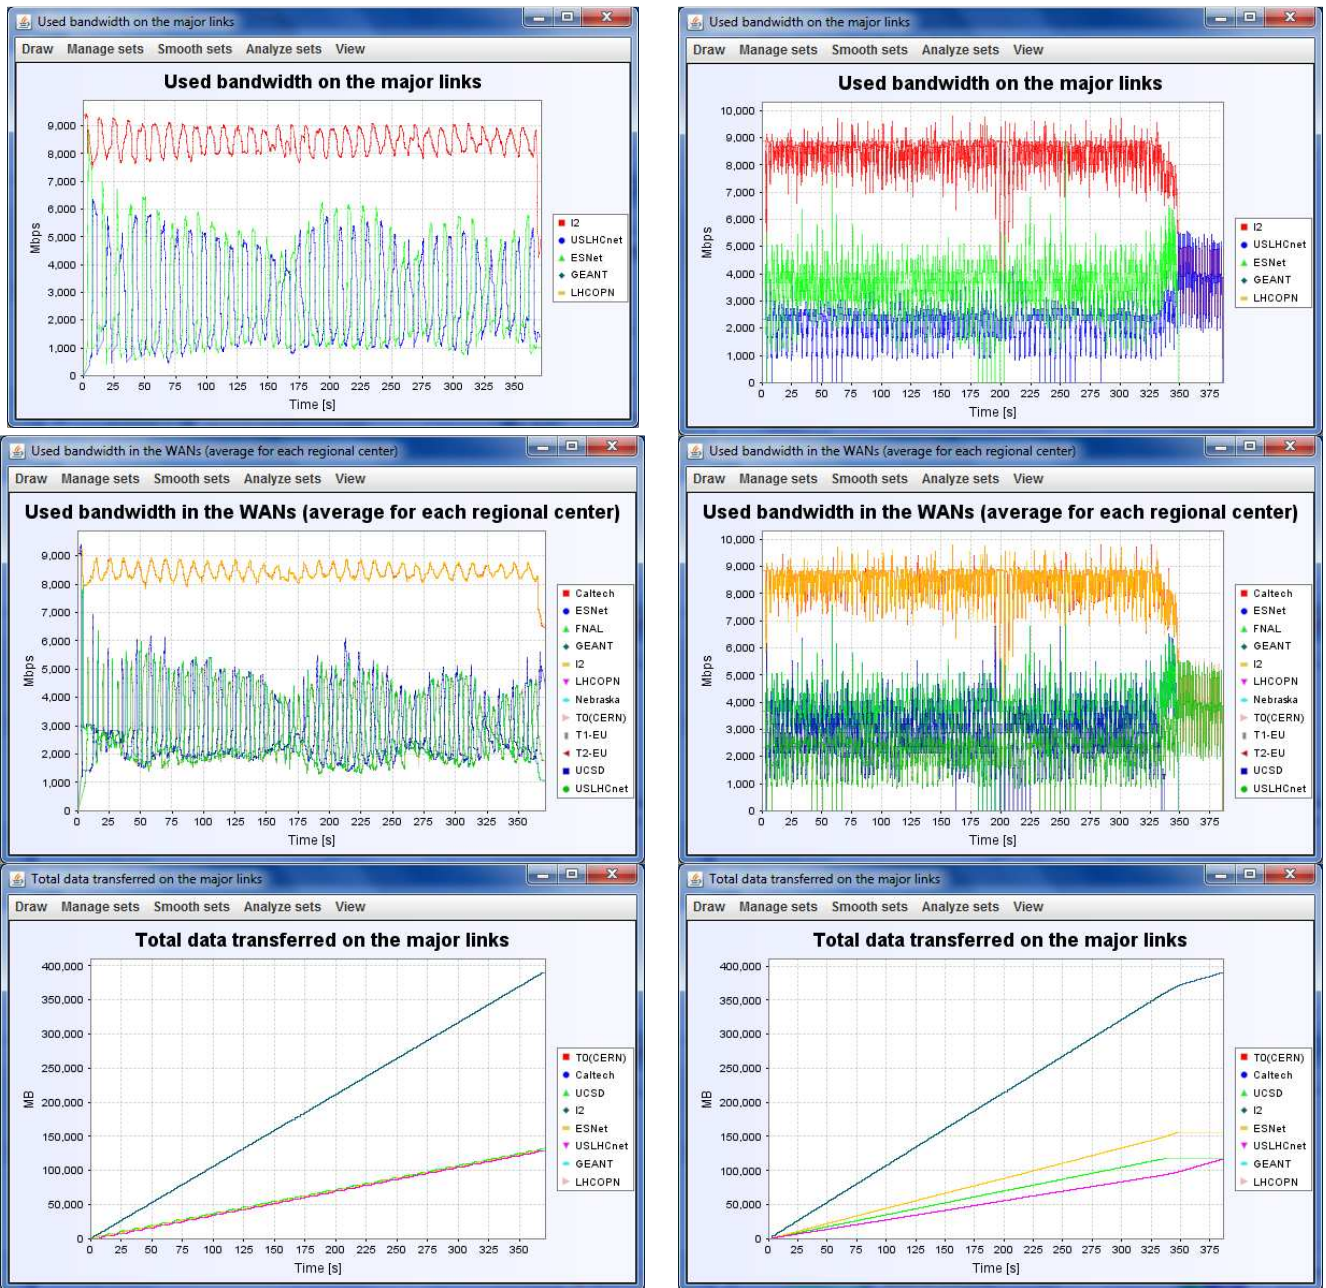 Used bandwidth on the major links
Draw Manage sets Smooth sets Analyze sets View
Used bandwidth on the major links
9,000
8,000
7,000
6,000
5,000
4,000
3,000
2,000
1,000
0
Mbps
0 25 50 75 100 125 150 175 200 225 250 275 300 325 350
Time [s]
I2
USLHCnet
ESNet
GEANT
LHCOPN
Used bandwidth on the major links
Draw Manage sets Smooth sets Analyze sets View
Used bandwidth on the major links
10,000
9,000
8,000
7,000
6,000
5,000
4,000
3,000
2,000
1,000
0
Mbps
0 25 50 75 100 125 150 175 200 225 250 275 300 325 350 375
Time [s]
I2
USLHCnet
ESNet
GEANT
LHCOPN
Used bandwidth in the WANs (average for each regional center)
Draw Manage sets Smooth sets Analyze sets View
Used bandwidth in the WANs (average for each regional center)
9,000
8,000
7,000
6,000
5,000
4,000
3,000
2,000
1,000
0
Mbps
0 25 50 75 100 125 150 175 200 225 250 275 300 325 350
Time [s]
Caltech
ESNet
FNAL
GEANT
I2
LHCOPN
Nebraska
T0(CERN)
T1-EU
T2-EU
UCSD
USLHCnet
Used bandwidth in the WANs (average for each regional center)
Draw Manage sets Smooth sets Analyze sets View
Used bandwidth in the WANs (average for each regional center)
10,000
9,000
8,000
7,000
6,000
5,000
4,000
3,000
2,000
1,000
0
Mbps
0 25 50 75 100 125 150 175 200 225 250 275 300 325 350 375
Time [s]
Caltech
ESNet
FNAL
GEANT
I2
LHCOPN
Nebraska
T0(CERN)
T1-EU
T2-EU
UCSD
USLHCnet
Total data transferred on the major links
Draw Manage sets Smooth sets Analyze sets View
Total data transferred on the major links
400,000
350,000
300,000
250,000
200,000
150,000
100,000
50,000
0
MB
0 25 50 75 100 125 150 175 200 225 250 275 300 325 350
Time [s]
T0(CERN)
Caltech
UCSD
I2
ESNet
USLHCnet
GEANT
LHCOPN
Total data transferred on the major links
Draw Manage sets Smooth sets Analyze sets View
Total data transferred on the major links
400,000
350,000
300,000
250,000
200,000
150,000
100,000
50,000
0
MB
0 25 50 75 100 125 150 175 200 225 250 275 300 325 350 375
Time [s]
T0(CERN)
Caltech
UCSD
I2
ESNet
USLHCnet
GEANT
LHCOPN